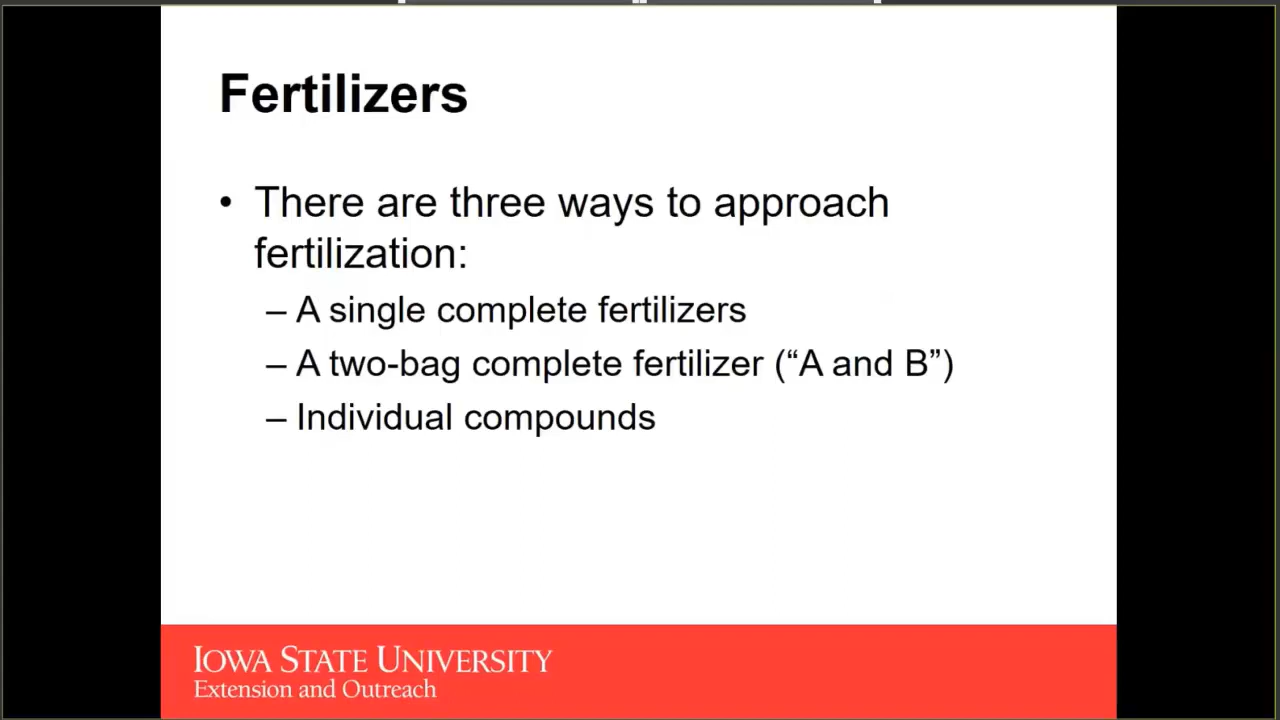 Fertilizers
• There are three ways to approach
fertilization:
– A single complete fertilizers
– A two-bag complete fertilizer (“A and B”)
– Individual compounds
IOWA STATE UNIVERSITY
Extension and Outreach